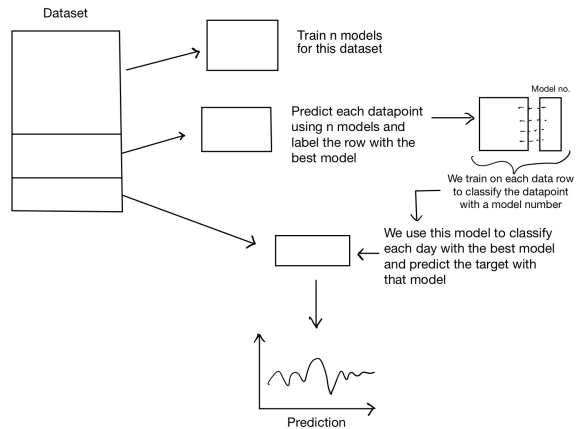 Dataset
Train n models
for this dataset
Predict each datapoint
using n models and
label the row with the
best model
Model no.
We train on each data row
to classify the datapoint
with a model number
We use this model to classify
each day with the best model
and predict the target with
that model
Prediction